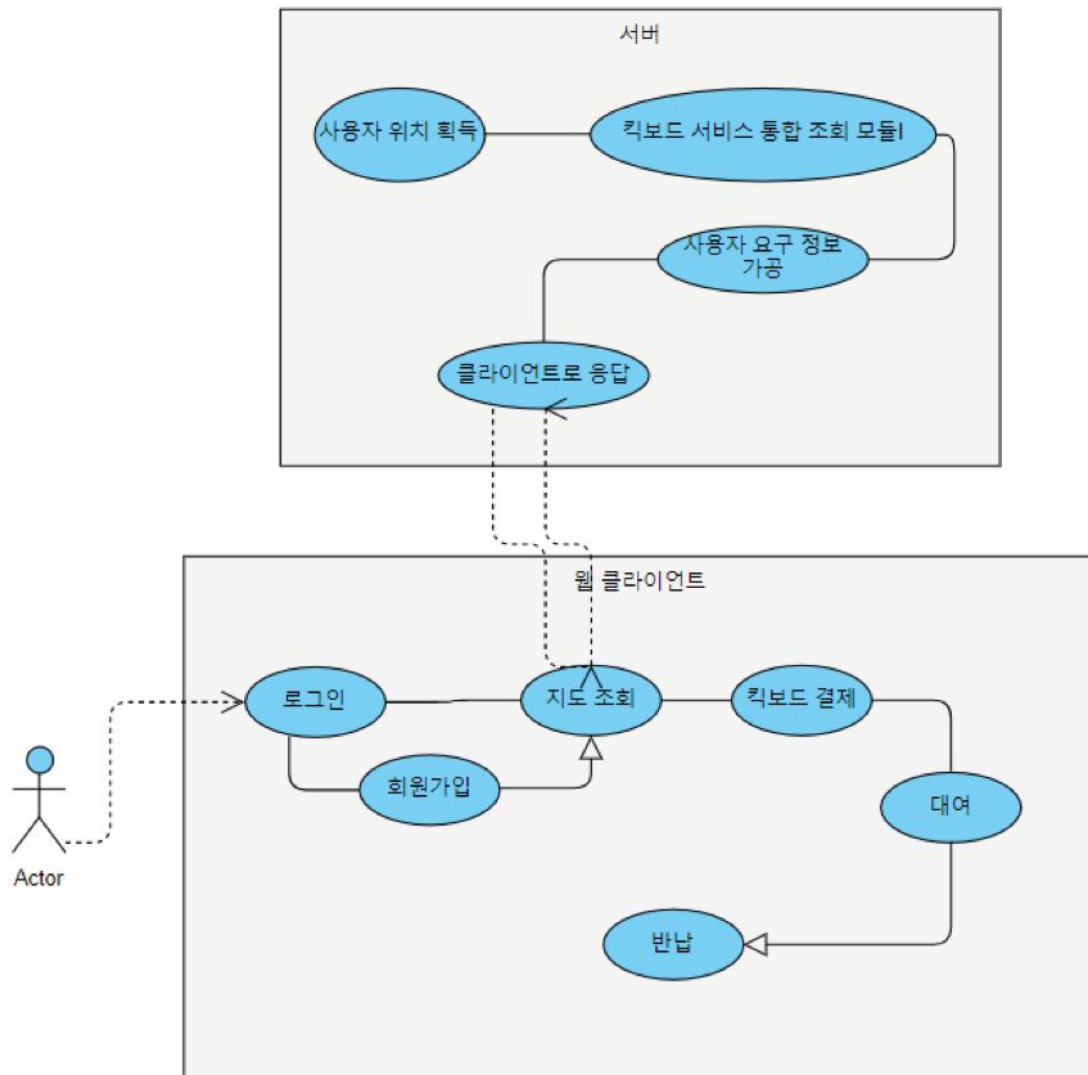 서버
사용자 위치 획득
킥보드 서비스 통합 조회 모듈l
사용자 요구 정보
가공
클라이언트로 응답
웹 클라이언트
로그인
지도 조회
킥보드 결제
회원가입
대여
Actor
반납